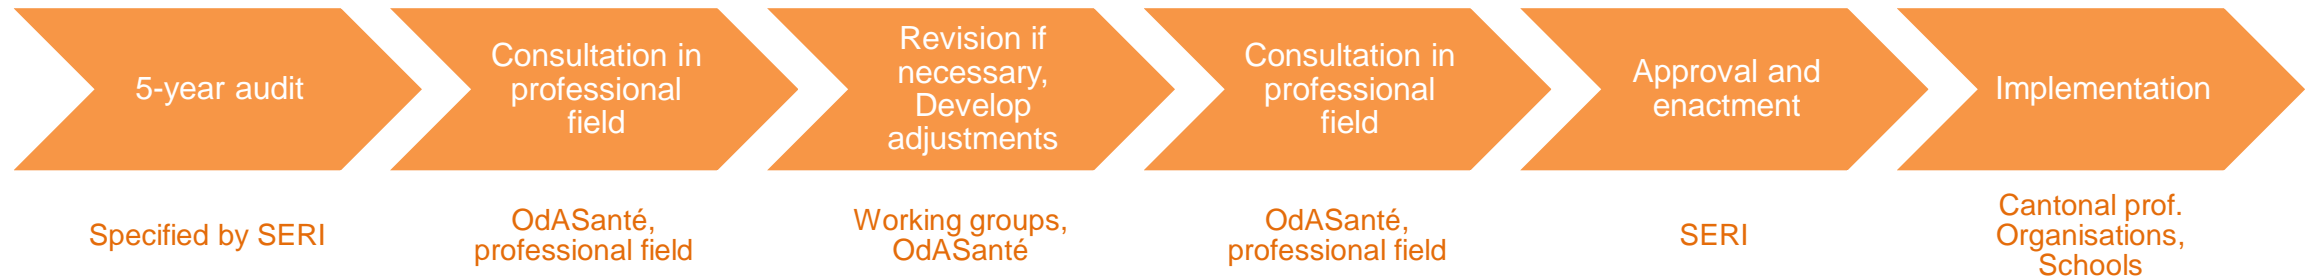 5-year audit
Consultation in
professional
field
Revision if
necessary,
Develop
adjustments
Consultation in
professional
field
Approval and
enactment
Implementation
Specified by SERI
OdASanté,
professional field
Working groups,
OdASanté
OdASanté,
professional field
SERI
Cantonal prof.
Organisations,
Schools